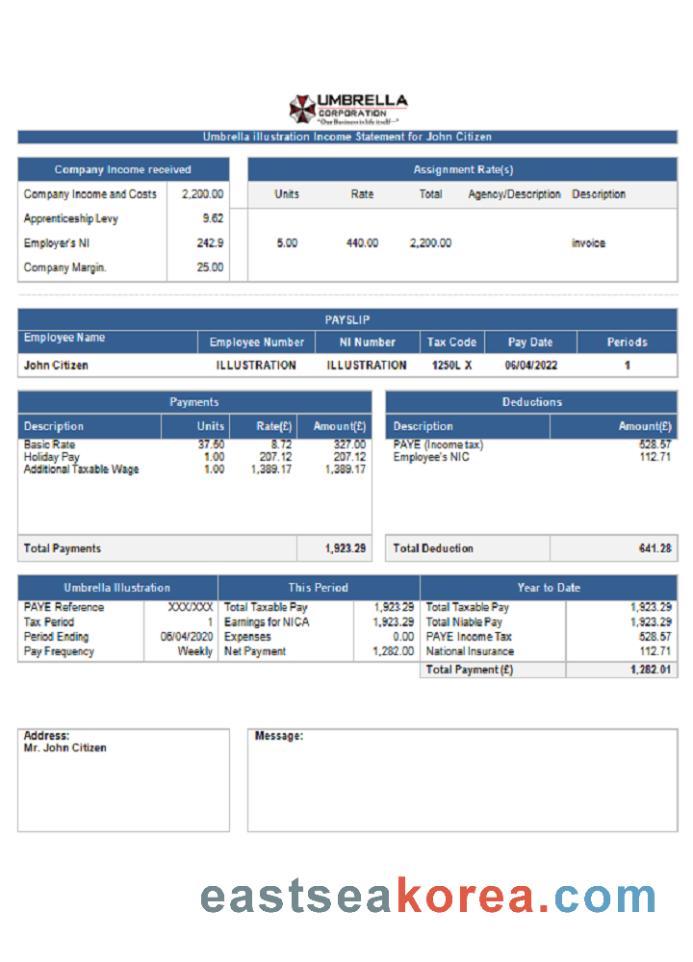 UMBRELLA
CORPORATION
"Our Business is life itself..."
Umbrella illustration Income Statement for John Citizen
Company Income received
Company Income and Costs 2,200.00
Apprenticeship Levy 9.62
Employer's NI 242.9
Company Margin. 25.00
Assignment Rate(s)
Units Rate Total Agency/Description Description
5.00 440.00 2,200.00 invoice
PAYSLIP
Employee Name Employee Number NI Number Tax Code Pay Date Periods
John Citizen ILLUSTRATION ILLUSTRATION 1250L X 06/04/2022 1
Payments
Description Units Rate(£) Amount(£)
Basic Rate 37.50 8.72 327.00
Holiday Pay 1.00 207.12 207.12
Additional Taxable Wage 1.00 1,389.17 1,389.17
Total Payments 1,923.29
Deductions
Description Amount(£)
PAYE (Income tax) 528.57
Employee's NIC 112.71
Total Deduction 641.28
Umbrella Illustration
PAYE Reference XXX/XXX
Tax Period 1
Period Ending 06/04/2020
Pay Frequency Weekly
This Period
Total Taxable Pay 1,923.29
Earnings for NICA 1,923.29
Expenses 0.00
Net Payment 1,282.00
Year to Date
Total Taxable Pay 1,923.29
Total Niable Pay 1,923.29
PAYE Income Tax 528.57
National Insurance 112.71
Total Payment (£) 1,282.01
Address:
Mr. John Citizen
Message:
eastseakorea.com